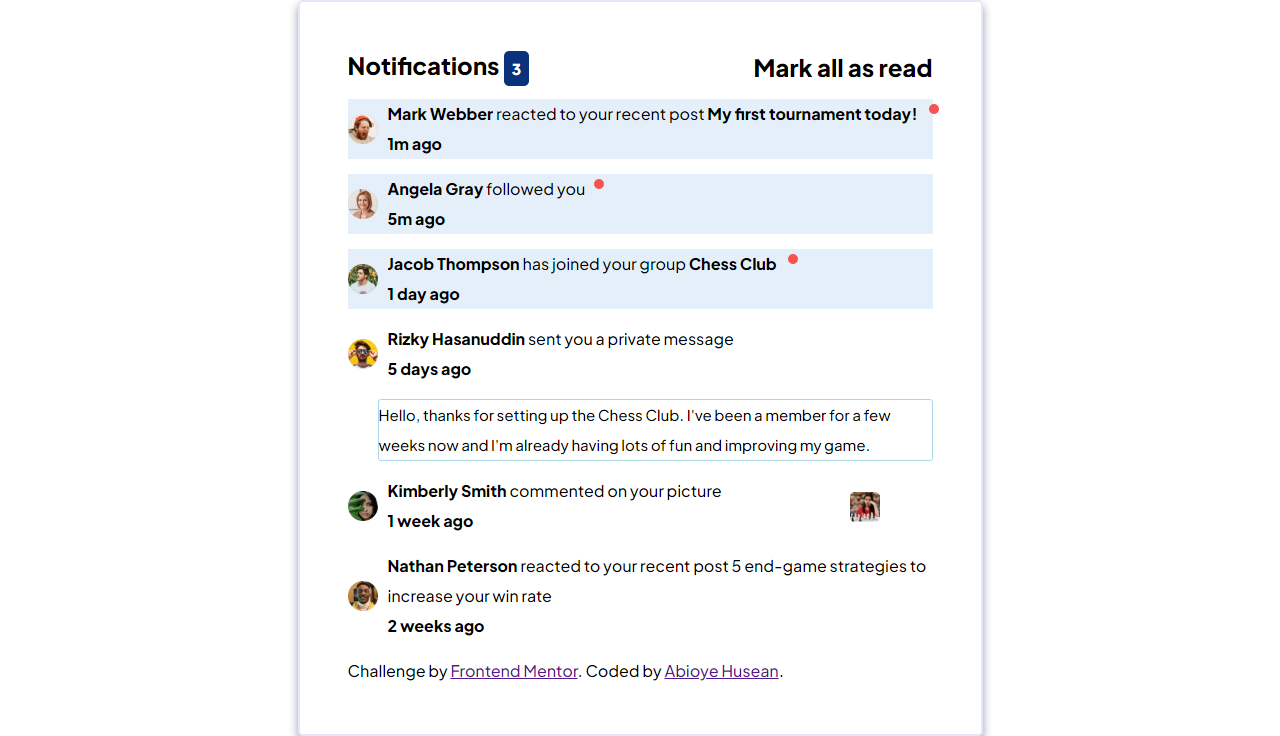 Notifications 3 Mark all as read
Mark Webber reacted to your recent post My first tournament today!
1m ago
Angela Gray followed you
5m ago
Jacob Thompson has joined your group Chess Club
1 day ago
Rizky Hasanuddin sent you a private message
5 days ago
Hello, thanks for setting up the Chess Club. I've been a member for a few
weeks now and I'm already having lots of fun and improving my game.
Kimberly Smith commented on your picture
1 week ago
Nathan Peterson reacted to your recent post 5 end-game strategies to
increase your win rate
2 weeks ago
Challenge by Frontend Mentor. Coded by Abioye Husean.